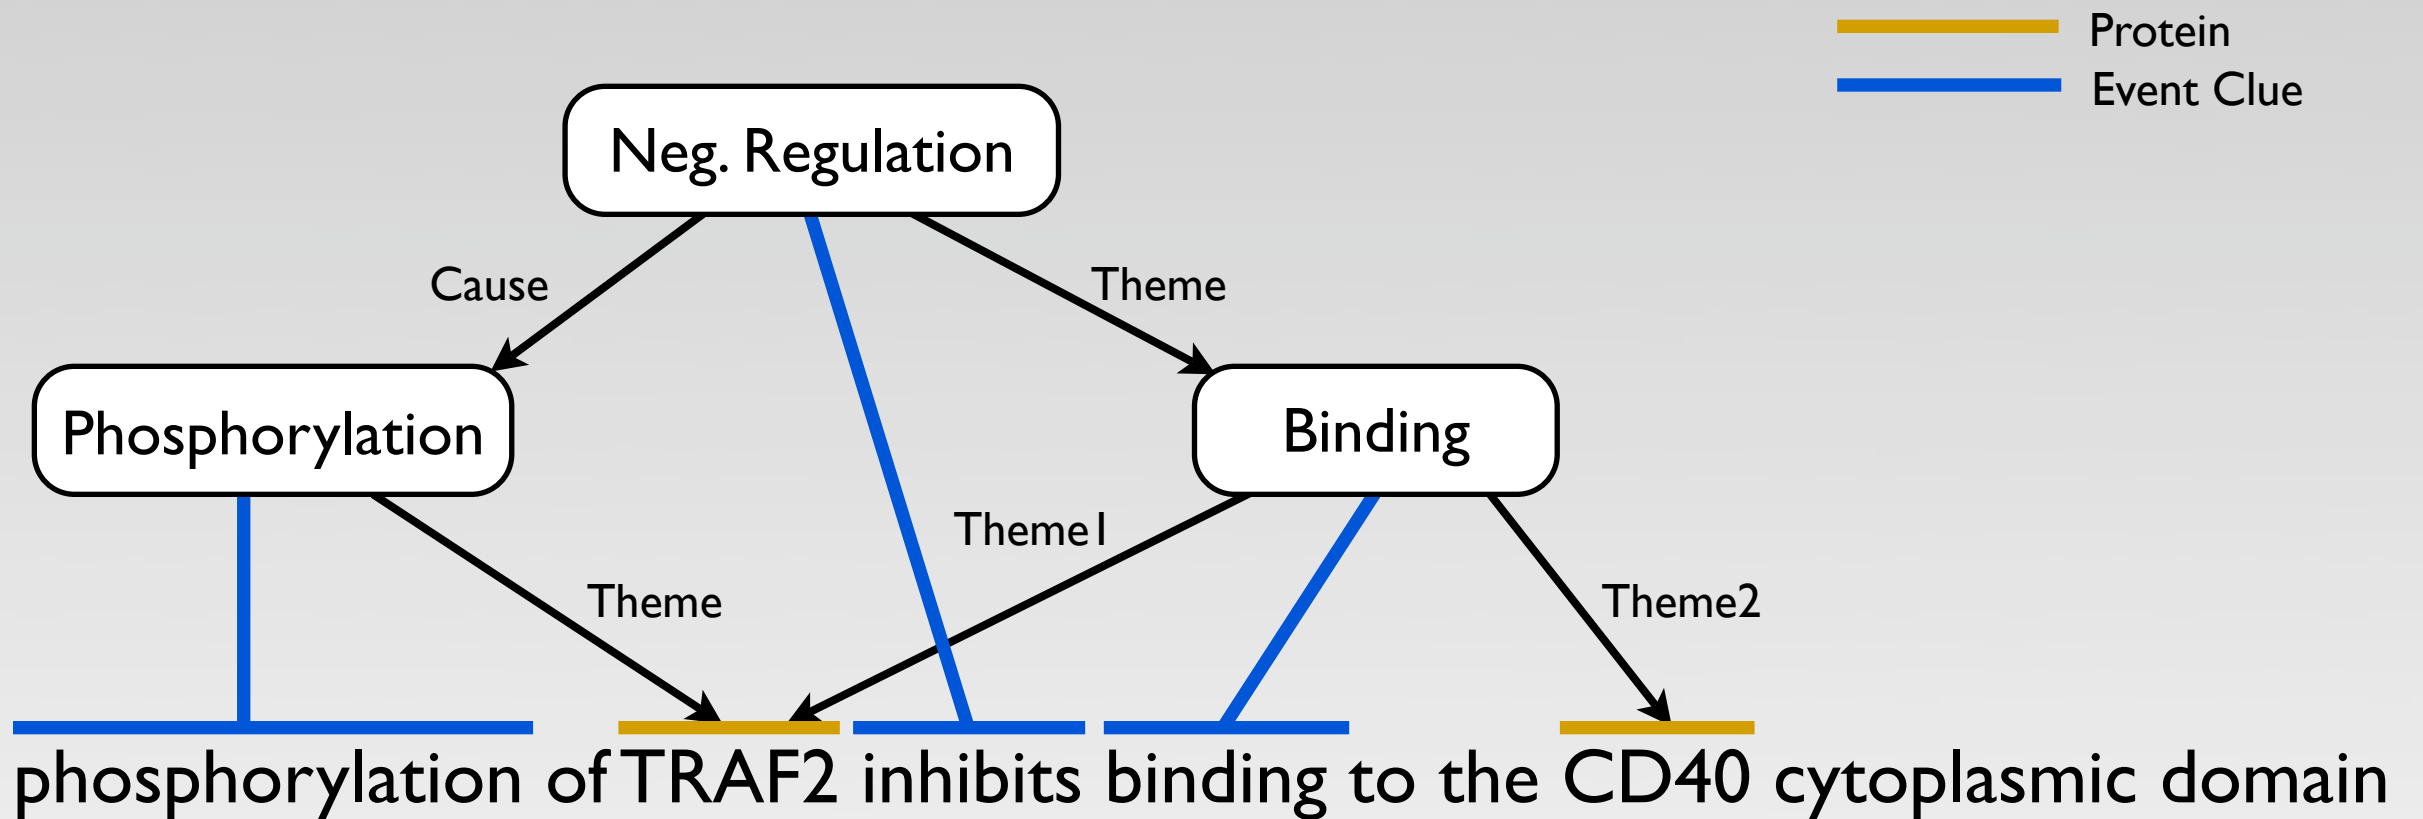 Protein
Event Clue
Neg. Regulation
Cause
Theme
Phosphorylation
Binding
Theme1
Theme
Theme2
phosphorylation of TRAF2 inhibits binding to the CD40 cytoplasmic domain